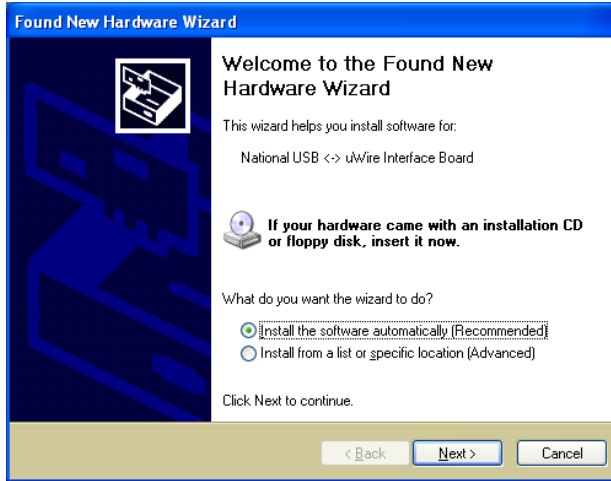 Found New Hardware Wizard
Welcome to the Found New
Hardware Wizard
This wizard helps you install software for:
National USB <-> uWire Interface Board
If your hardware came with an installation CD
or floppy disk, insert it now.
What do you want the wizard to do?
Install the software automatically (Recommended)
Install from a list or specific location (Advanced)
Click Next to continue.
< Back
Next >
Cancel